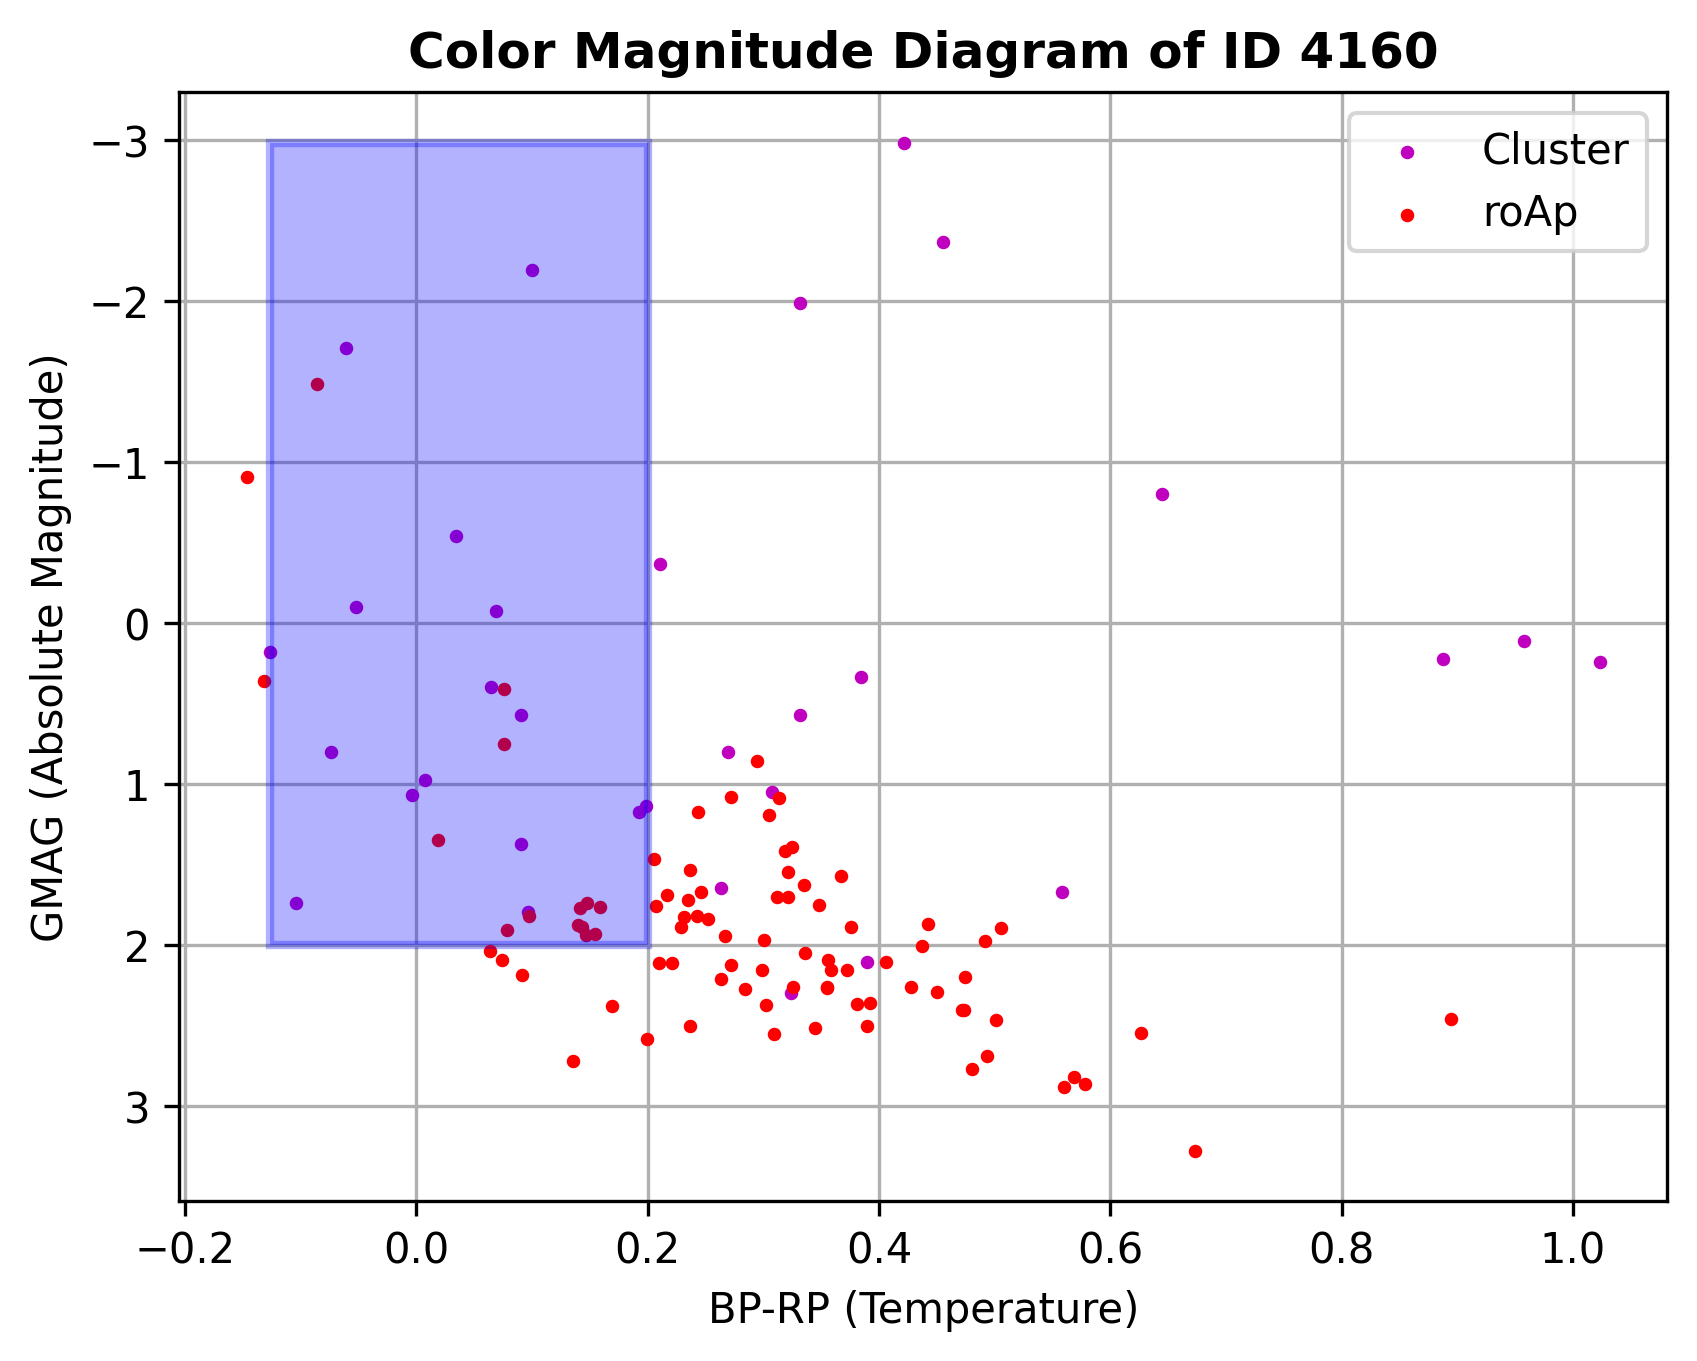 Color Magnitude Diagram of ID 4160
Cluster
roAp
GMAG (Absolute Magnitude)
−3
−2
−1
0
1
2
3
−0.2 0.0 0.2 0.4 0.6 0.8 1.0
BP-RP (Temperature)